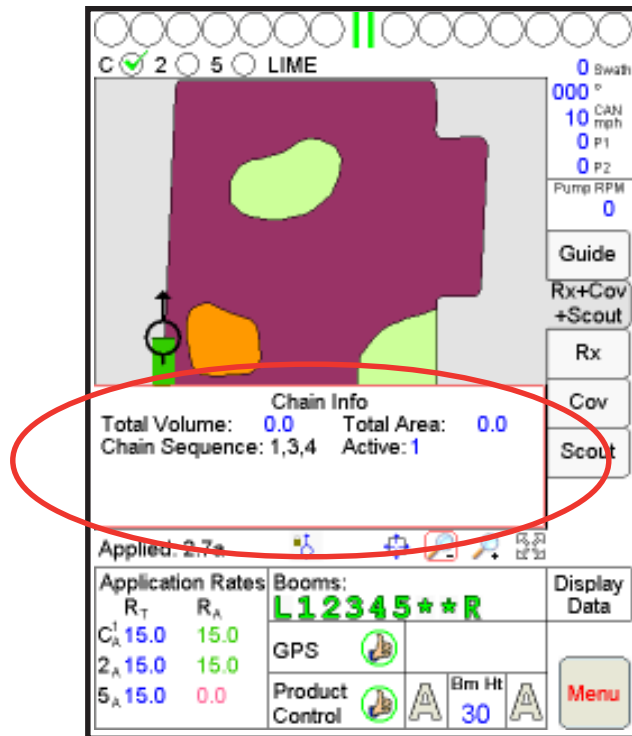 C 2 5 LIME
0 Swath
000 °
10 CAN mph
0 P1
0 P2
Pump RPM
0
Guide
Rx+Cov
+Scout
Rx
Cov
Scout
Chain Info
Total Volume: 0.0 Total Area: 0.0
Chain Sequence: 1,3,4 Active: 1
Applied: 2.7a
Application Rates
RT RA
C1A 15.0 15.0
2A 15.0 15.0
5A 15.0 0.0
Booms:
L12345**R
GPS
Product
Control
A
Bm Ht
30
A
Display
Data
Menu